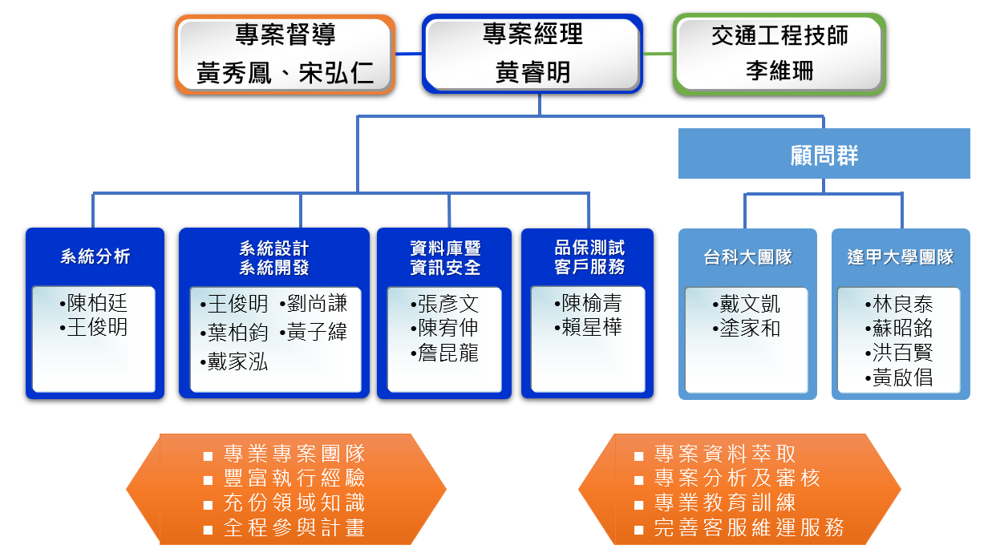 專案督導
黃秀鳳、宋弘仁
專案經理
黃睿明
交通工程技師
李維珊
顧問群
系統分析
•陳柏廷
•王俊明
系統設計
系統開發
•王俊明 •劉尚謙
•葉柏鈞 •黃子緯
•戴家泓
資料庫暨
資訊安全
•張彥文
•陳宥伸
•詹昆龍
品保測試
客戶服務
•陳榆青
•賴星樺
台科大團隊
•戴文凱
•塗家和
逢甲大學團隊
•林良泰
•蘇昭銘
•洪百賢
•黃啟倡
■ 專業專案團隊
■ 豐富執行經驗
■ 充份領域知識
■ 全程參與計畫
■ 專案資料萃取
■ 專案分析及審核
■ 專業教育訓練
■ 完善客服維運服務